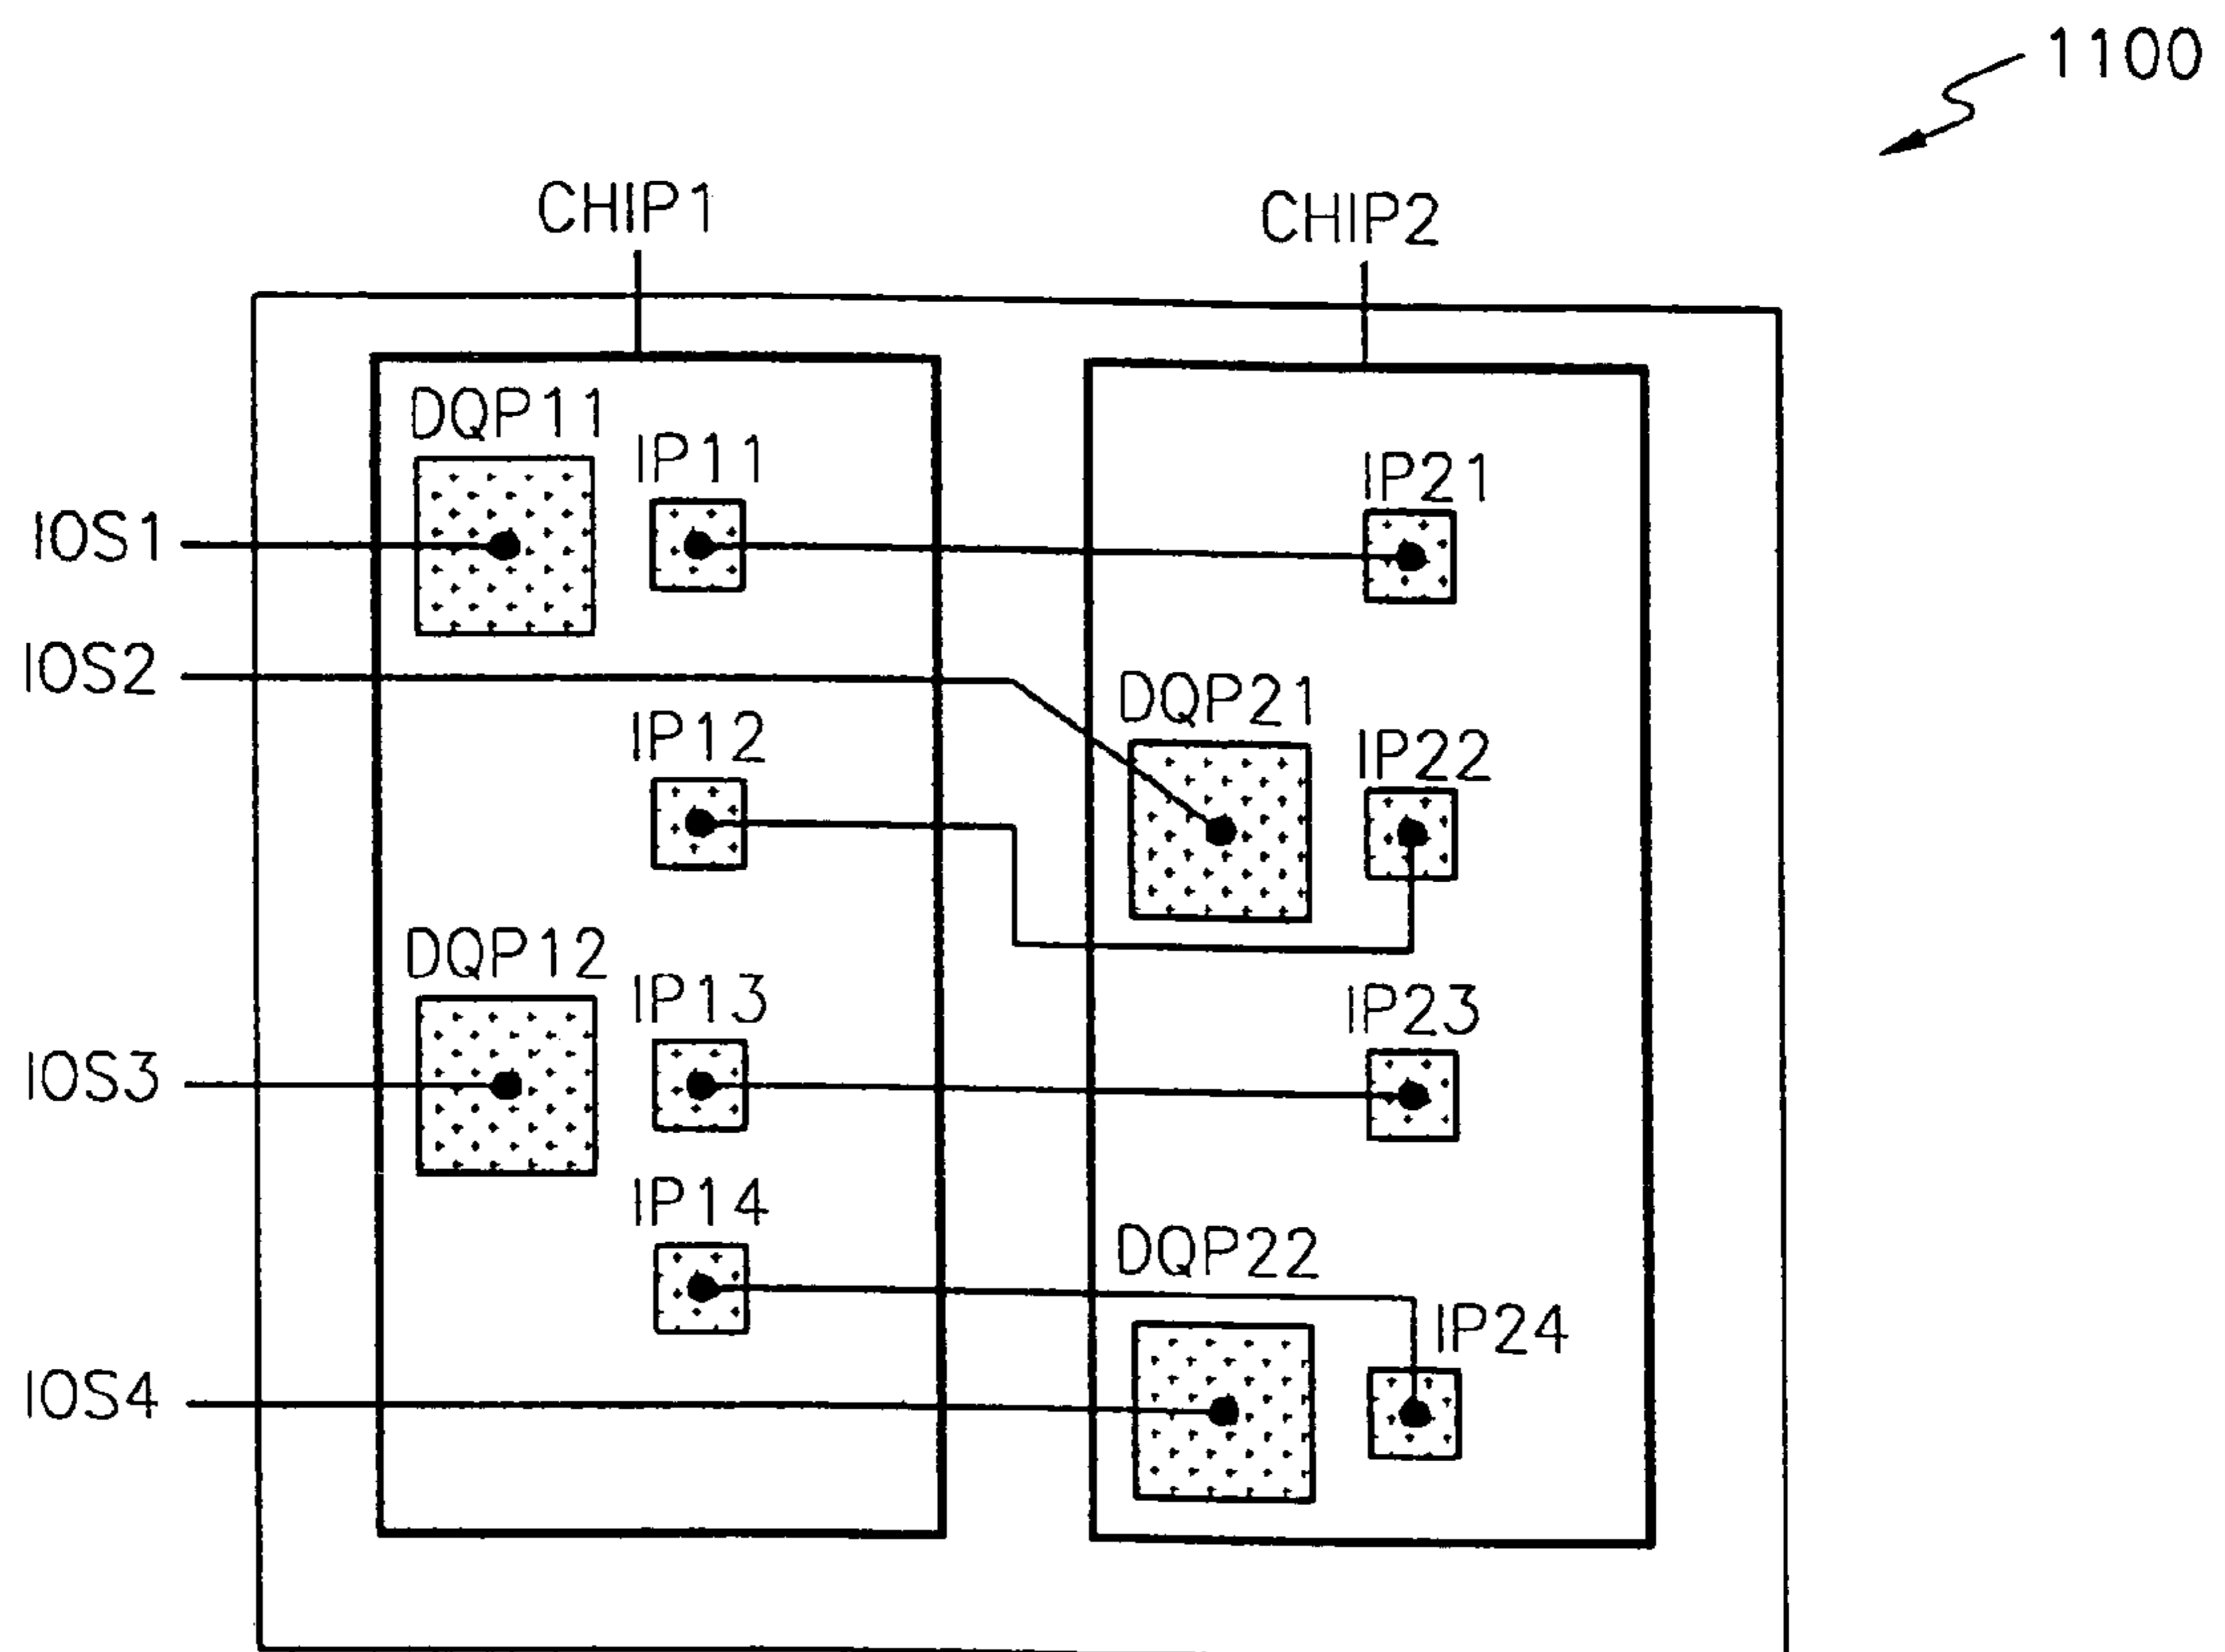 1100
CHIP1
CHIP2
DQP11
IP11
IP21
IOS1
IOS2
DQP21
IP12
IP22
DQP12
IP13
IP23
IOS3
IP14
DQP22
IP24
IOS4